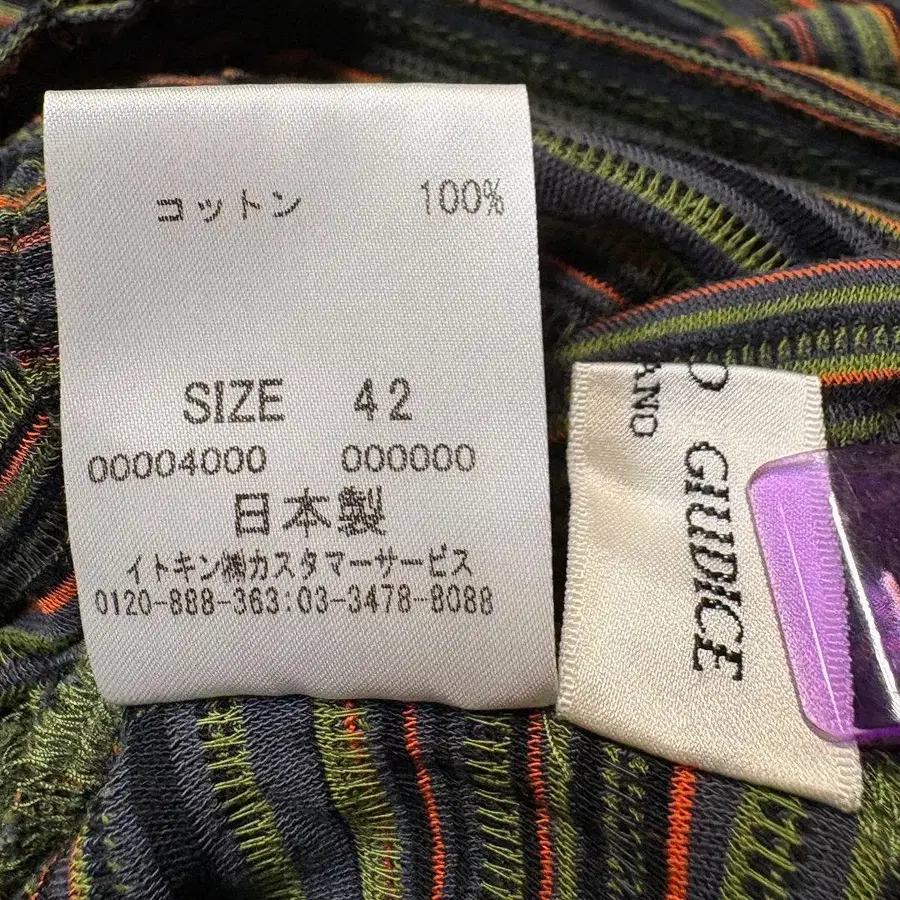 コットン 100%
SIZE 42
00004000 000000
日本製
イトキン㈱カスタマーサービス
0120-888-363:03-3478-8088
GIUDICE